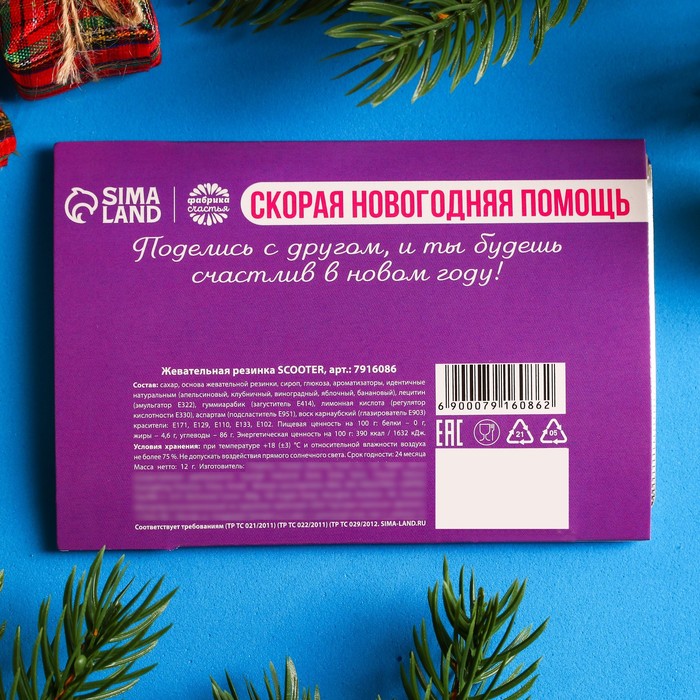 SIMA
LAND
фабрика
счастья
СКОРАЯ НОВОГОДНЯЯ ПОМОЩЬ
Поделись с другом, и ты будешь
счастлив в новом году!
Жевательная резинка SCOOTER, арт.: 7916086
Состав: сахар, основа жевательной резинки, сироп, глюкоза, ароматизаторы, идентичные
натуральным (апельсиновый, клубничный, виноградный, яблочный, банановый), лецитин
(эмульгатор Е322), гуммиарабик (загуститель Е414), лимонная кислота (регулятор
кислотности Е330), аспартам (подсластитель Е951), воск карнаубский (глазирователь Е903)
красители: Е171, Е129, Е110, Е133, Е102. Пищевая ценность на 100 г: белки – 0 г,
жиры – 4,6 г, углеводы – 86 г. Энергетическая ценность на 100 г: 390 ккал / 1632 кДж.
Условия хранения: при температуре +18 (±3) °С и относительной влажности воздуха
не более 75 %. Не допускать воздействия прямого солнечного света. Срок годности: 24 месяца
Масса нетто: 12 г. Изготовитель:
Соответствует требованиям (ТР ТС 021/2011) (ТР ТС 022/2011) (ТР ТС 029/2012. SIMA-LAND.RU
6 900079 160862
EAC
21
05